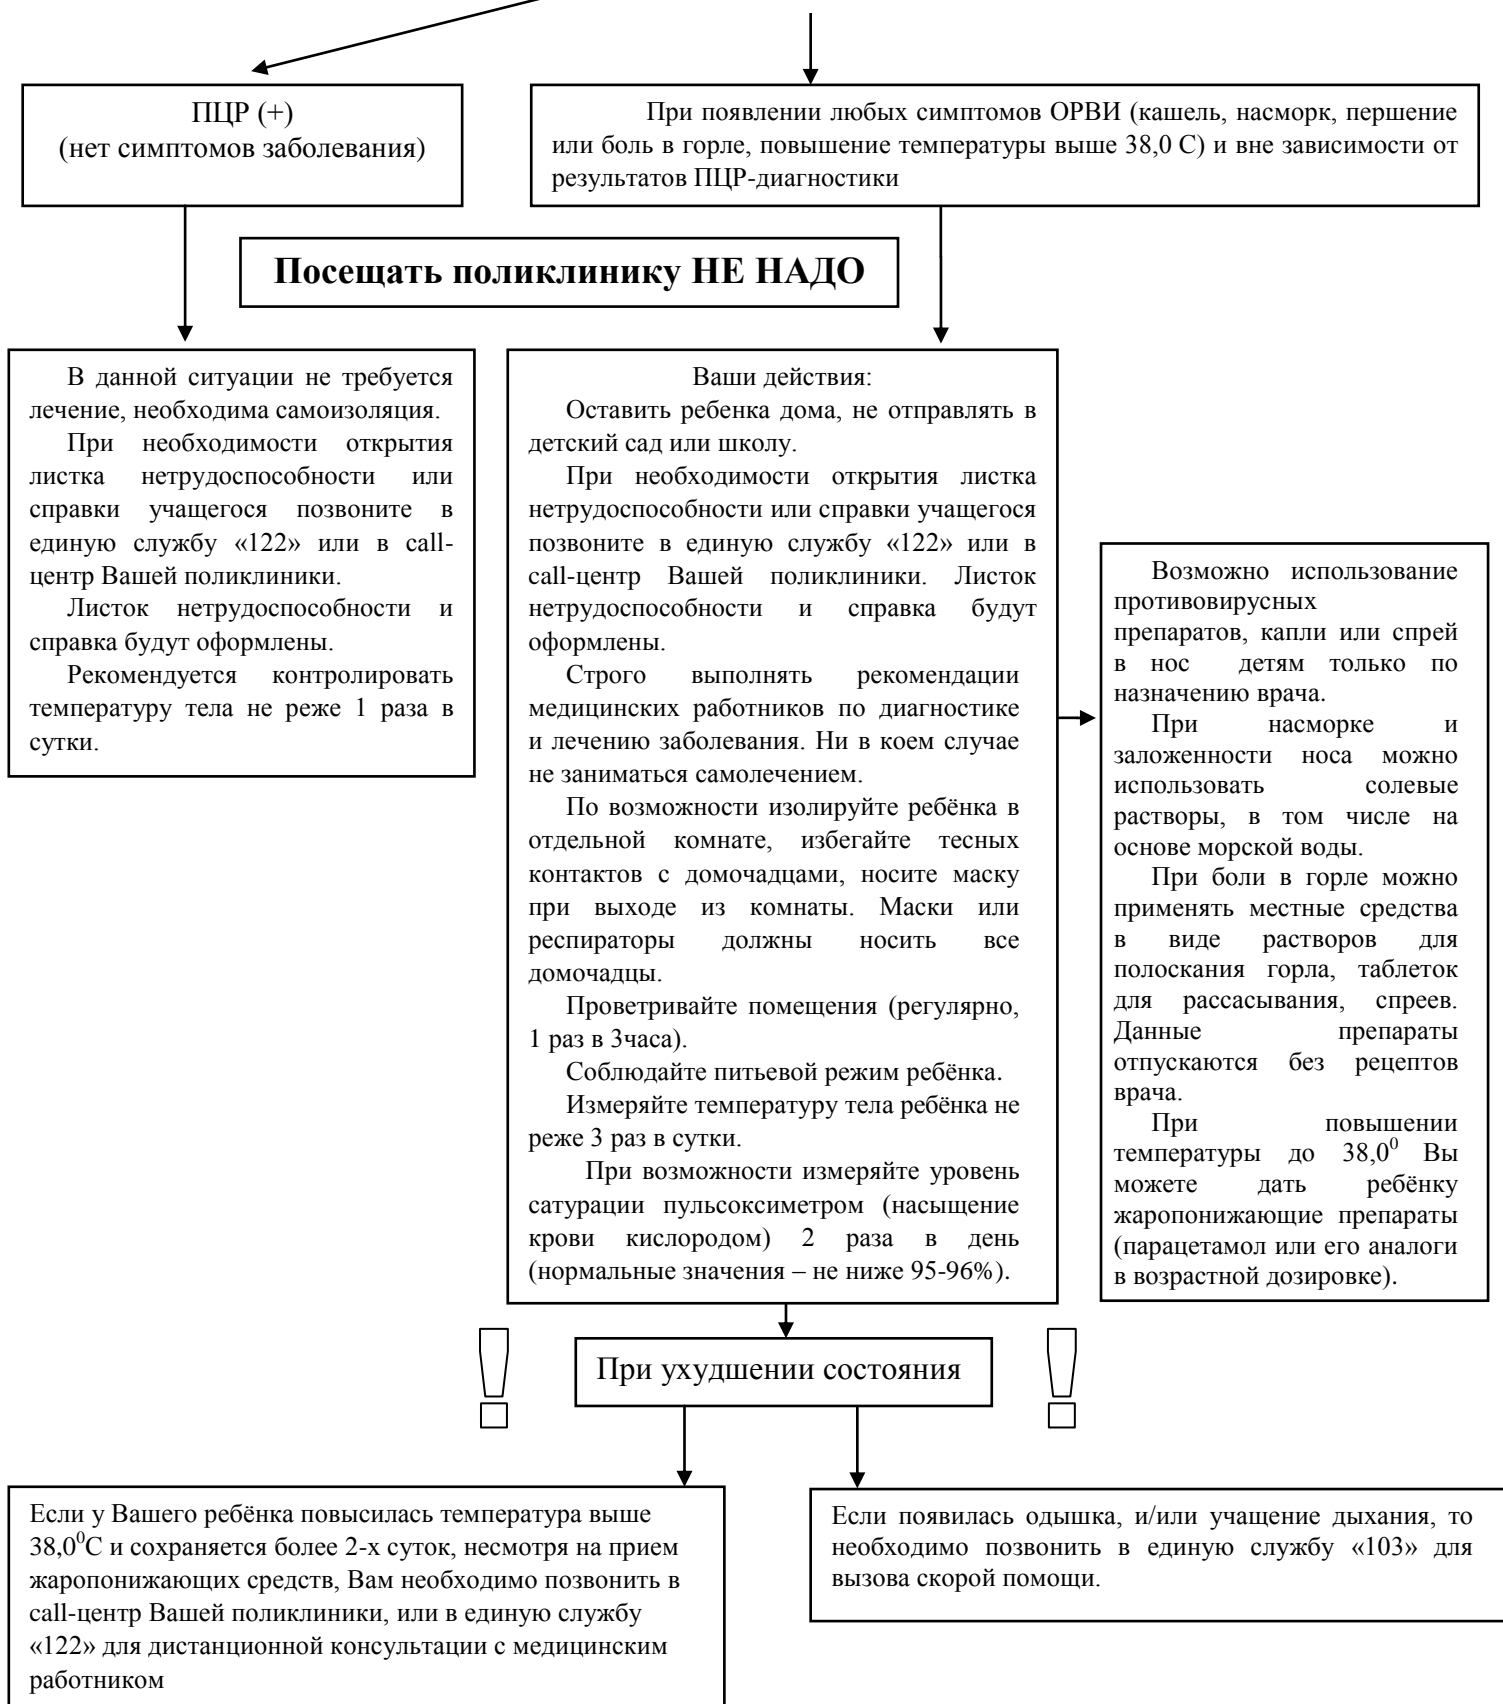 ПЦР (+)
(нет симптомов заболевания)
При появлении любых симптомов ОРВИ (кашель, насморк, першение
или боль в горле, повышение температуры выше 38,0 С) и вне зависимости от
результатов ПЦР-диагностики
Посещать поликлинику НЕ НАДО
В данной ситуации не требуется
лечение, необходима самоизоляция.
При необходимости открытия
листка нетрудоспособности или
справки учащегося позвоните в
единую службу «122» или в call-
центр Вашей поликлиники.
Листок нетрудоспособности и
справка будут оформлены.
Рекомендуется контролировать
температуру тела не реже 1 раза в
сутки.
Ваши действия:
Оставить ребенка дома, не отправлять в
детский сад или школу.
При необходимости открытия листка
нетрудоспособности или справки учащегося
позвоните в единую службу «122» или в
call-центр Вашей поликлиники. Листок
нетрудоспособности и справка будут
оформлены.
Строго выполнять рекомендации
медицинских работников по диагностике
и лечению заболевания. Ни в коем случае
не заниматься самолечением.
По возможности изолируйте ребёнка в
отдельной комнате, избегайте тесных
контактов с домочадцами, носите маску
при выходе из комнаты. Маски или
респираторы должны носить все
домочадцы.
Проветривайте помещения (регулярно,
1 раз в 3часа).
Соблюдайте питьевой режим ребёнка.
Измеряйте температуру тела ребёнка не
реже 3 раз в сутки.
При возможности измеряйте уровень
сатурации пульсоксиметром (насыщение
крови кислородом) 2 раза в день
(нормальные значения – не ниже 95-96%).
Возможно использование
противовирусных
препаратов, капли или спрей
в нос детям только по
назначению врача.
При насморке и
заложенности носа можно
использовать солевые
растворы, в том числе на
основе морской воды.
При боли в горле можно
применять местные средства
в виде растворов для
полоскания горла, таблеток
для рассасывания, спреев.
Данные препараты
отпускаются без рецептов
врача.
При повышении
температуры до 38,0⁰ Вы
можете дать ребёнку
жаропонижающие препараты
(парацетамол или его аналоги
в возрастной дозировке).
! При ухудшении состояния !
Если у Вашего ребёнка повысилась температура выше
38,0⁰С и сохраняется более 2-х суток, несмотря на прием
жаропонижающих средств, Вам необходимо позвонить в
call-центр Вашей поликлиники, или в единую службу
«122» для дистанционной консультации с медицинским
работником
Если появилась одышка, и/или учащение дыхания, то
необходимо позвонить в единую службу «103» для
вызова скорой помощи.